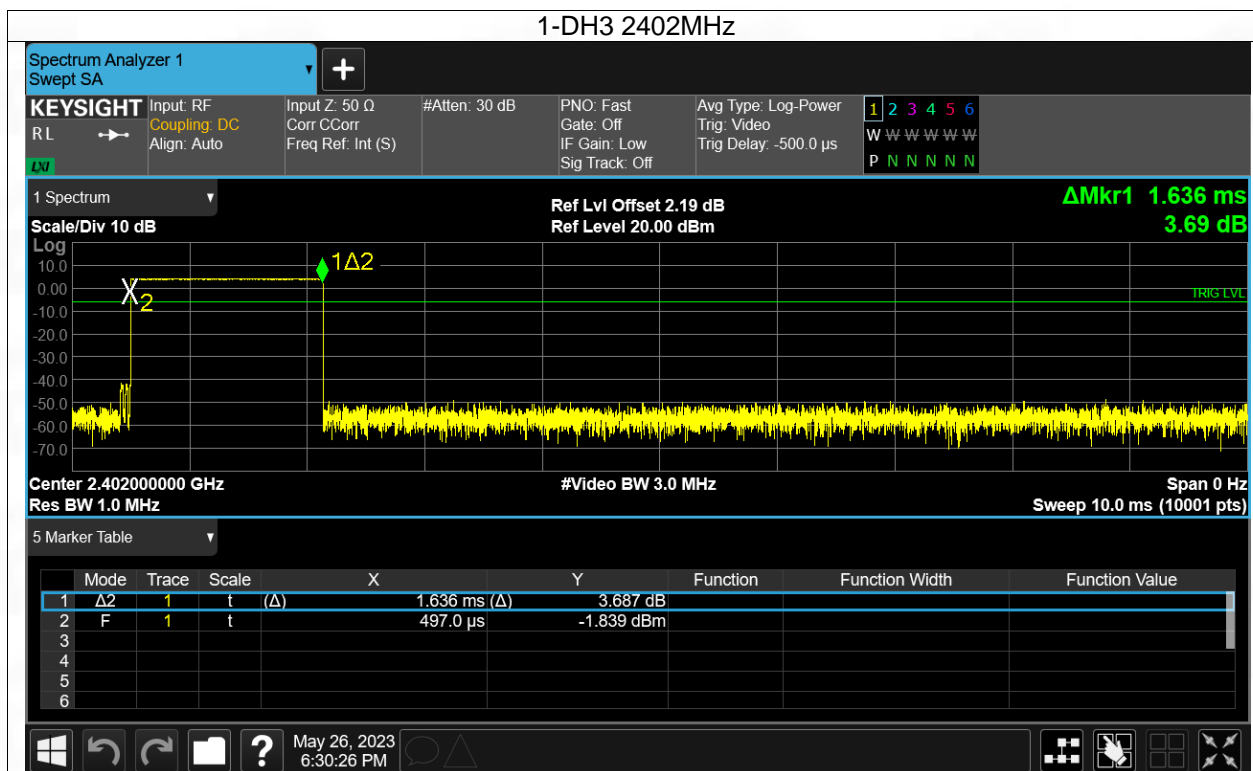 1-DH3 2402MHz
Spectrum Analyzer 1
Swept SA
+
KEYSIGHT
RL
LXI
Input: RF
Coupling: DC
Align: Auto
Input Z: 50 Ω
Corr CCorr
Freq Ref: Int (S)
#Atten: 30 dB
PNO: Fast
Gate: Off
IF Gain: Low
Sig Track: Off
Avg Type: Log-Power
Trig: Video
Trig Delay: -500.0 µs
1 2 3 4 5 6
W W W W W W
P N N N N N
1 Spectrum
Scale/Div 10 dB
Ref Lvl Offset 2.19 dB
Ref Level 20.00 dBm
ΔMkr1 1.636 ms
3.69 dB
Log
10.0
0.00
-10.0
-20.0
-30.0
-40.0
-50.0
-60.0
-70.0
1Δ2
X2
TRIG LVL
Center 2.402000000 GHz
#Video BW 3.0 MHz
Span 0 Hz
Res BW 1.0 MHz
Sweep 10.0 ms (10001 pts)
5 Marker Table
Mode Trace Scale X Y Function Function Width Function Value
1 Δ2 1 t (Δ) 1.636 ms (Δ) 3.687 dB
2 F 1 t 497.0 µs -1.839 dBm
3
4
5
6
?
May 26, 2023
6:30:26 PM